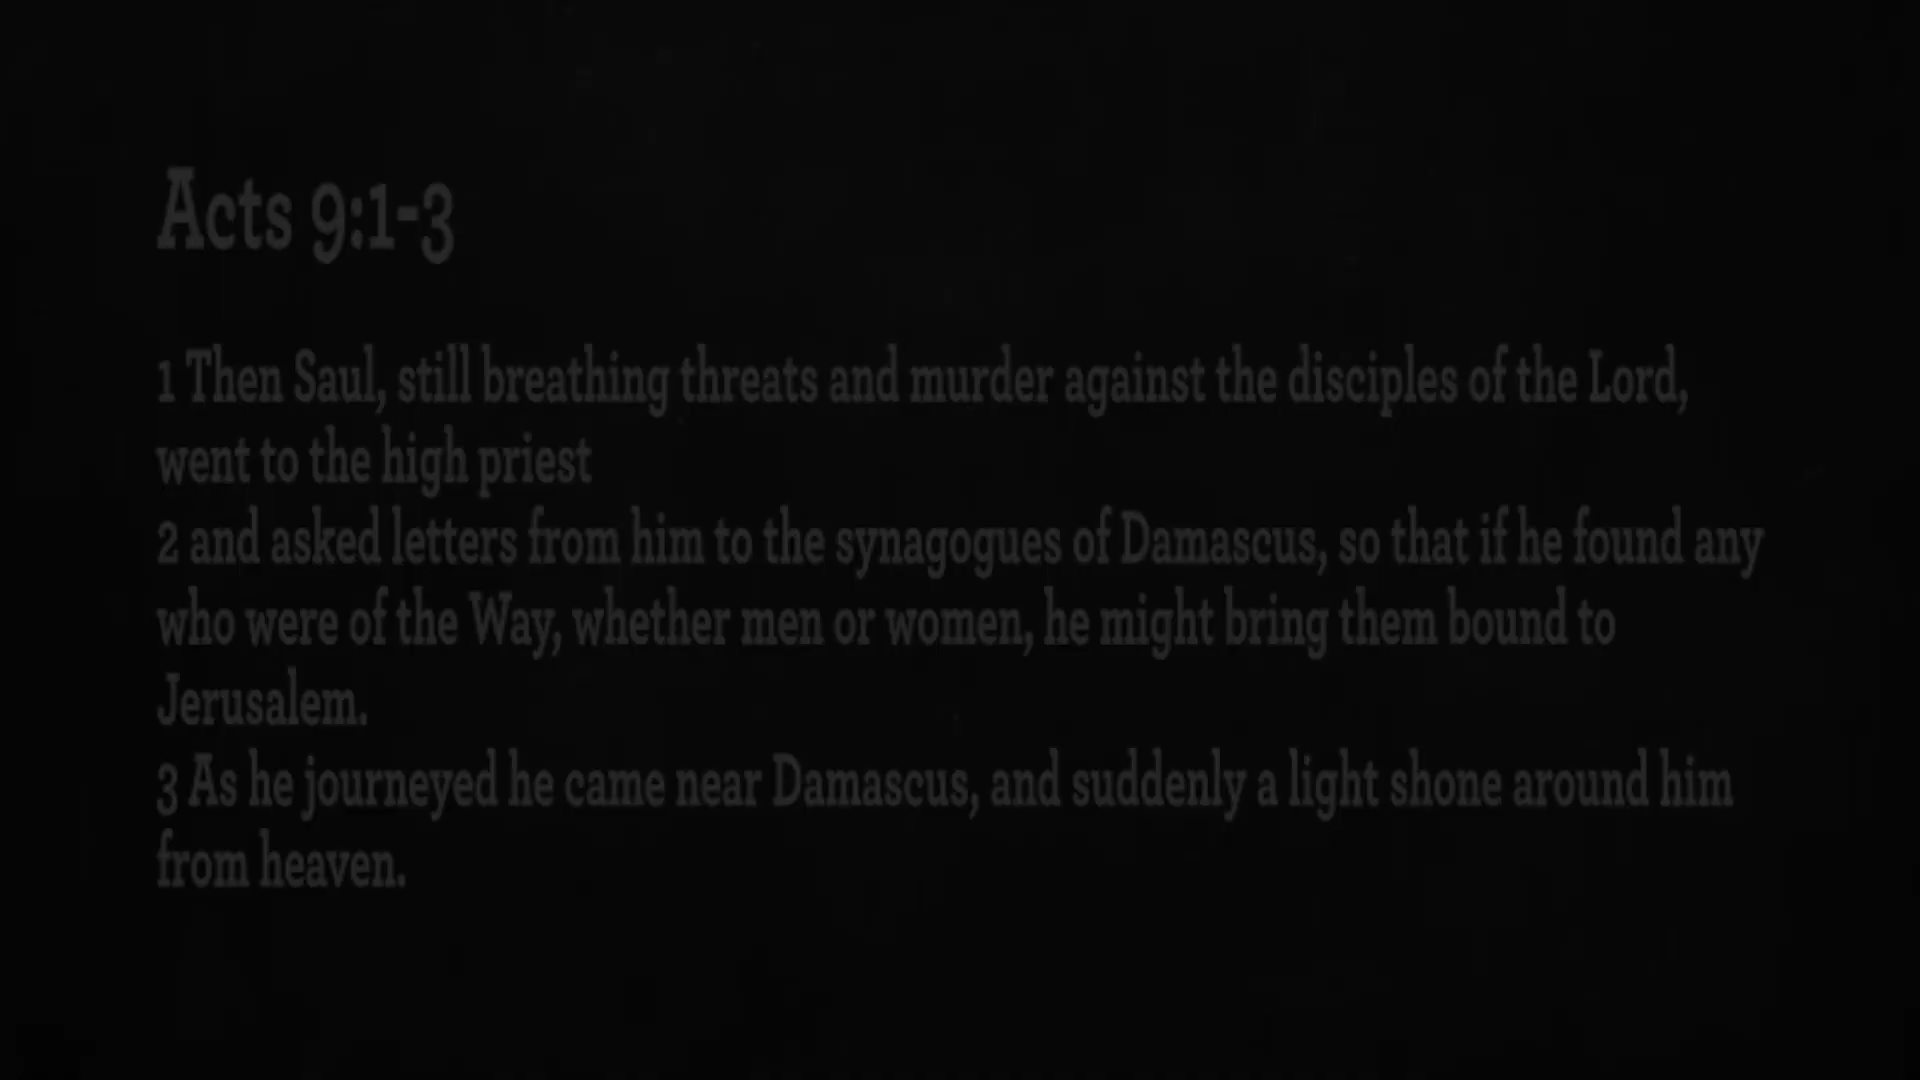 Acts 9:1-3
1 Then Saul, still breathing threats and murder against the disciples of the Lord,
went to the high priest
2 and asked letters from him to the synagogues of Damascus, so that if he found any
who were of the Way, whether men or women, he might bring them bound to
Jerusalem.
3 As he journeyed he came near Damascus, and suddenly a light shone around him
from heaven.